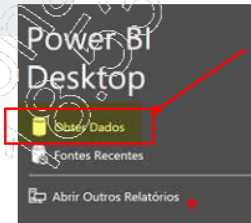 Power BI
Desktop
Obter Dados
Fontes Recentes
Abrir Outros Relatórios